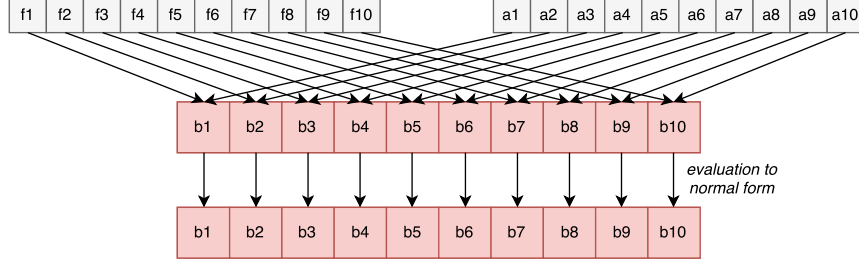 f1 f2 f3 f4 f5 f6 f7 f8 f9 f10 a1 a2 a3 a4 a5 a6 a7 a8 a9 a10
b1 b2 b3 b4 b5 b6 b7 b8 b9 b10
evaluation to
normal form
b1 b2 b3 b4 b5 b6 b7 b8 b9 b10